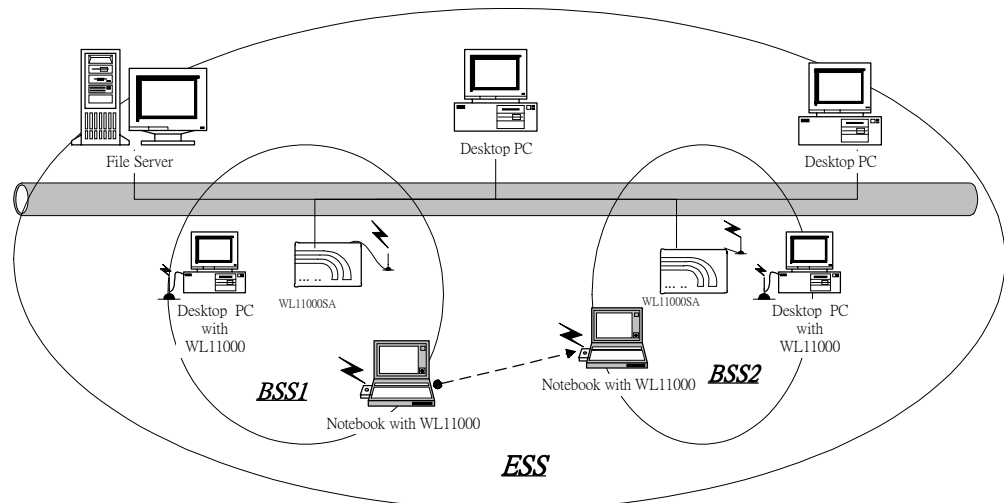 File Server
Desktop PC
Desktop PC
WL11000SA
WL11000SA
Desktop PC
with
WL11000
Desktop PC
with
WL11000
BSS1
Notebook with WL11000
Notebook with WL11000
BSS2
ESS